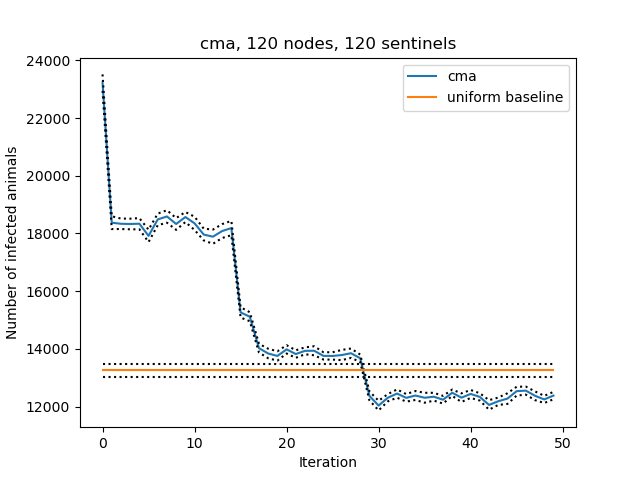 cma, 120 nodes, 120 sentinels
24000
22000
20000
18000
16000
14000
12000
Number of infected animals
cma
uniform baseline
0
10
20
30
40
50
Iteration